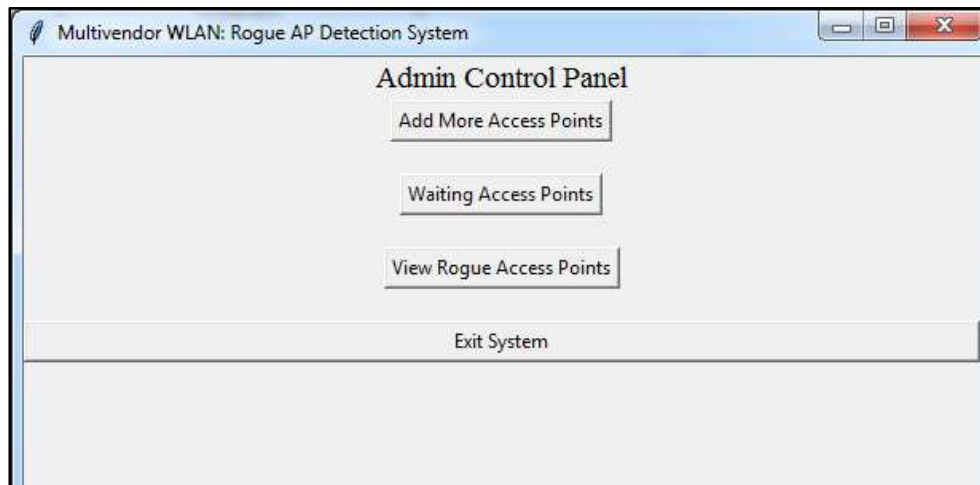 Multivendor WLAN: Rogue AP Detection System
Admin Control Panel
Add More Access Points
Waiting Access Points
View Rogue Access Points
Exit System